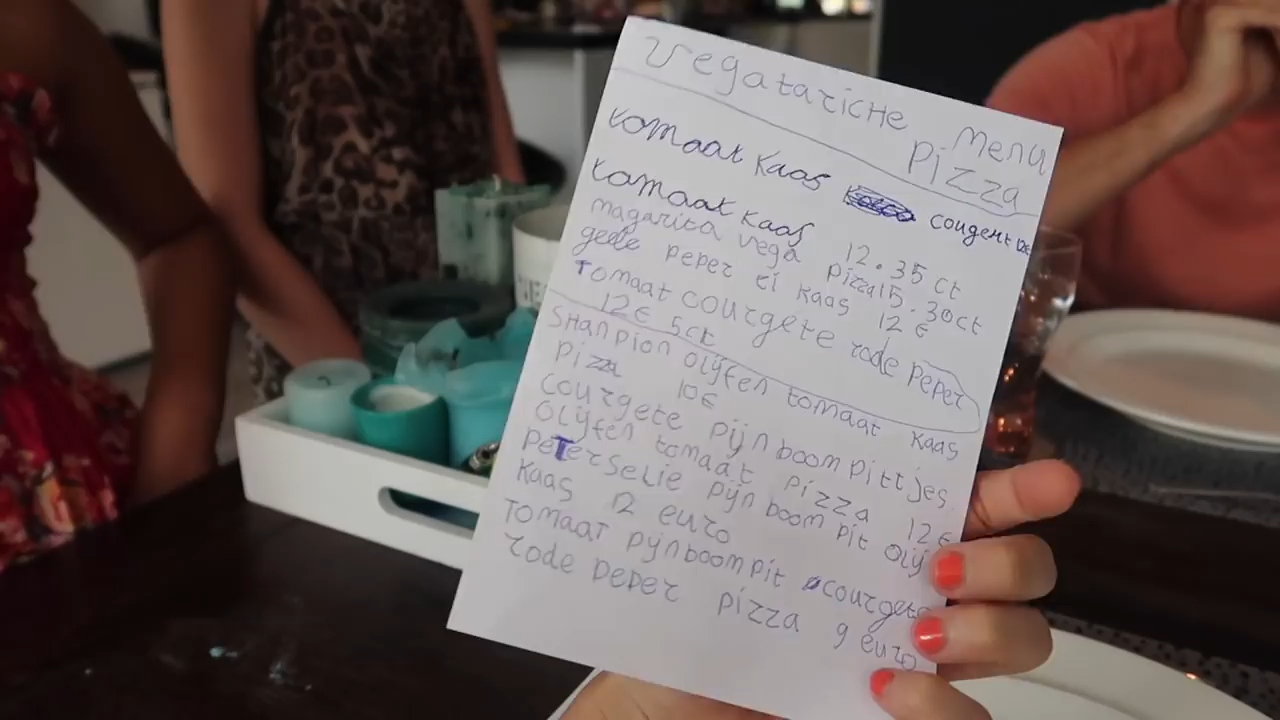 Vegatariche Menu
Pizza
tomaat kaas cougent 12€
tomaat kaas 12.35 ct
magarita vega pizza 15.30ct
gele peper ei kaas 12 €
Tomaat courgete rode peper
12€ 5ct
SHanpion olijfen tomaat kaas
Pizza 10€
courgete pijnboompittjes
olijfen tomaat pizza 12€
peTerselie pijnboompit olijf
kaas 12 euro
Tomaat pijnboompit courgete
rode peper pizza 9 euro